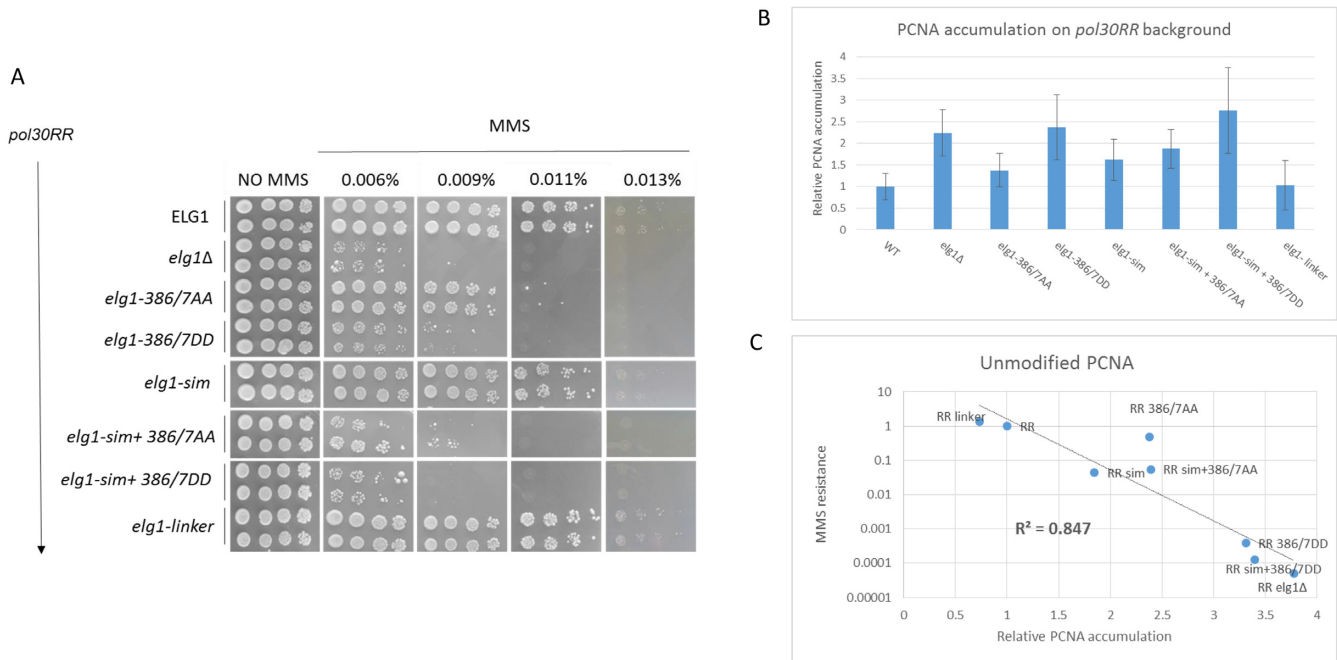 A
pol30RR
MMS
NO MMS 0.006% 0.009% 0.011% 0.013%
ELG1
elg1Δ
elg1-386/7AA
elg1-386/7DD
elg1-sim
elg1-sim+ 386/7AA
elg1-sim+ 386/7DD
elg1-linker
B
PCNA accumulation on pol30RR background
Relative PCNA accumulation
4
3.5
3
2.5
2
1.5
1
0.5
0
WT elg1Δ elg1-386/7AA elg1-386/7DD elg1-sim elg1-sim + 386/7AA elg1-sim + 386/7DD elg1- linker
C
Unmodified PCNA
MMS resistance
10
1
0.1
0.01
0.001
0.0001
0.00001
RR 386/7AA
RR linker
RR
RR sim
RR sim+386/7AA
R² = 0.847
RR 386/7DD
RR sim+386/7DD
RR elg1Δ
0 0.5 1 1.5 2 2.5 3 3.5 4
Relative PCNA accumulation